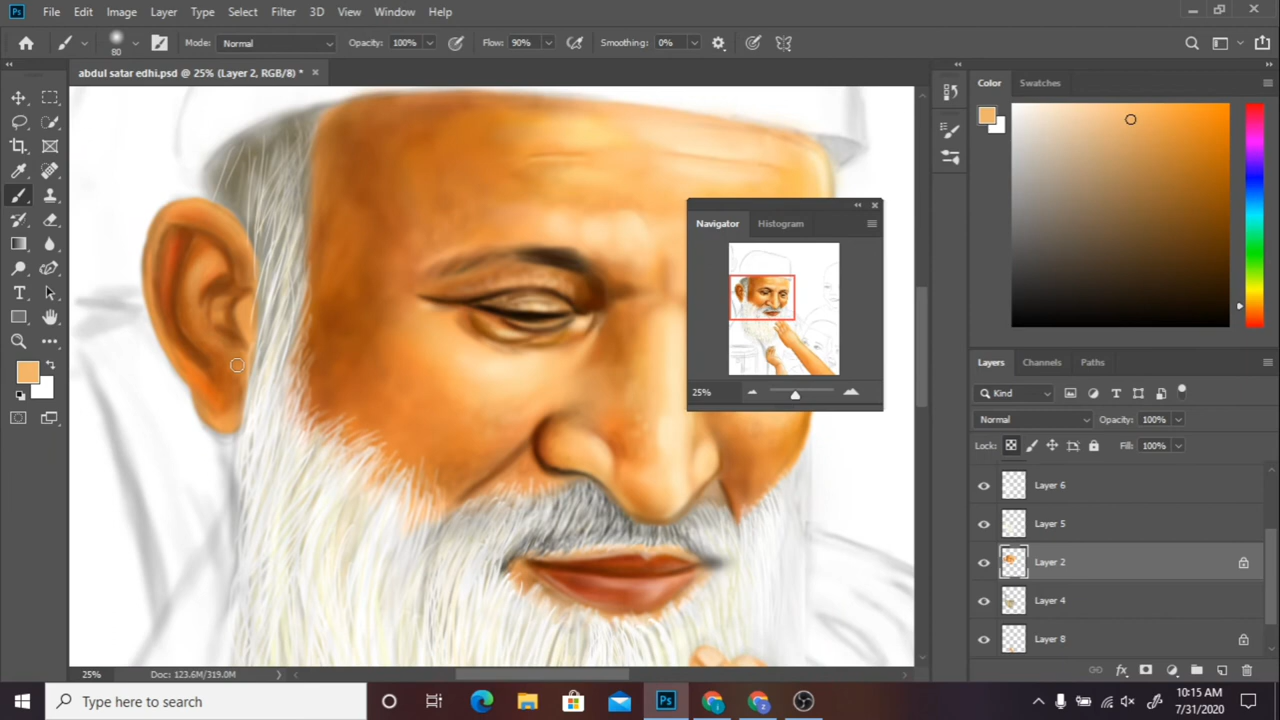 Ps File Edit Image Layer Type Select Filter 3D View Window Help
80 Mode: Normal Opacity: 100% Flow: 90% Smoothing: 0%
abdul satar edhi.psd @ 25% (Layer 2, RGB/8) *
Color Swatches
Navigator Histogram
25%
Layers Channels Paths
Kind
Normal Opacity: 100%
Lock: Fill: 100%
Layer 6
Layer 5
Layer 2
Layer 4
Layer 8
25% Doc: 123.6M/319.0M
Type here to search
Ps
10:15 AM
7/31/2020